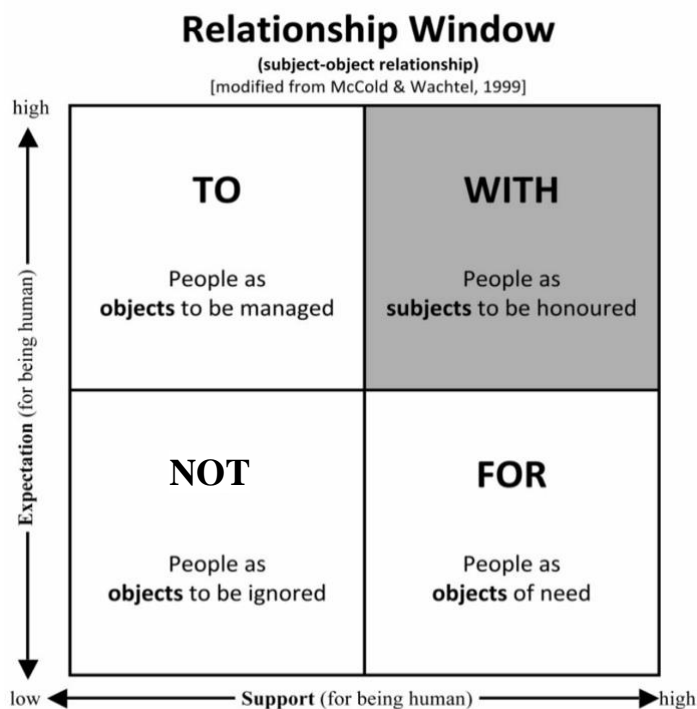 Relationship Window
(subject-object relationship)
[modified from McCold & Wachtel, 1999]
high
TO
People as
objects to be managed
WITH
People as
subjects to be honoured
Expectation (for being human)
NOT
People as
objects to be ignored
FOR
People as
objects of need
low
Support (for being human)
high